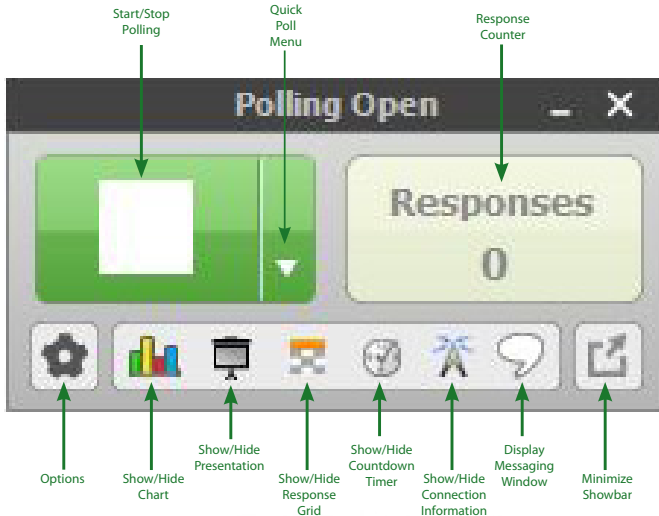 Start/Stop
Polling
Quick
Poll
Menu
Response
Counter
Polling Open
Responses
0
Options
Show/Hide
Chart
Show/Hide
Presentation
Show/Hide
Response
Grid
Show/Hide
Countdown
Timer
Show/Hide
Connection
Information
Display
Messaging
Window
Minimize
Showbar